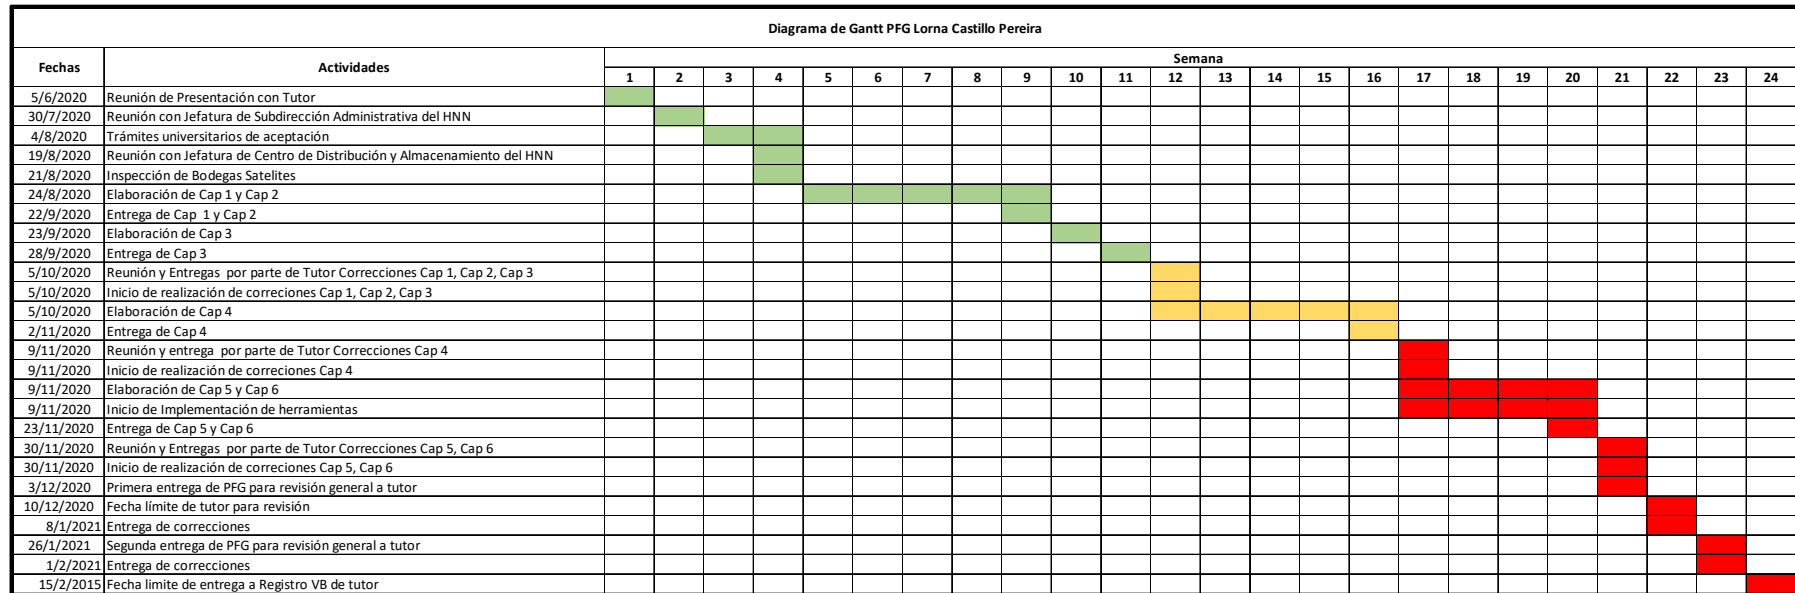 Diagrama de Gantt PFG Lorna Castillo Pereira
Fechas Actividades Semana
1 2 3 4 5 6 7 8 9 10 11 12 13 14 15 16 17 18 19 20 21 22 23 24
5/6/2020 Reunión de Presentación con Tutor
30/7/2020 Reunión con Jefatura de Subdirección Administrativa del HNN
4/8/2020 Trámites universitarios de aceptación
19/8/2020 Reunión con Jefatura de Centro de Distribución y Almacenamiento del HNN
21/8/2020 Inspección de Bodegas Satelites
24/8/2020 Elaboración de Cap 1 y Cap 2
22/9/2020 Entrega de Cap 1 y Cap 2
23/9/2020 Elaboración de Cap 3
28/9/2020 Entrega de Cap 3
5/10/2020 Reunión y Entregas por parte de Tutor Correcciones Cap 1, Cap 2, Cap 3
5/10/2020 Inicio de realización de correciones Cap 1, Cap 2, Cap 3
5/10/2020 Elaboración de Cap 4
2/11/2020 Entrega de Cap 4
9/11/2020 Reunión y entrega por parte de Tutor Correcciones Cap 4
9/11/2020 Inicio de realización de correciones Cap 4
9/11/2020 Elaboración de Cap 5 y Cap 6
9/11/2020 Inicio de Implementación de herramientas
23/11/2020 Entrega de Cap 5 y Cap 6
30/11/2020 Reunión y Entregas por parte de Tutor Correcciones Cap 5, Cap 6
30/11/2020 Inicio de realización de correciones Cap 5, Cap 6
3/12/2020 Primera entrega de PFG para revisión general a tutor
10/12/2020 Fecha límite de tutor para revisión
8/1/2021 Entrega de correcciones
26/1/2021 Segunda entrega de PFG para revisión general a tutor
1/2/2021 Entrega de correcciones
15/2/2015 Fecha limite de entrega a Registro VB de tutor